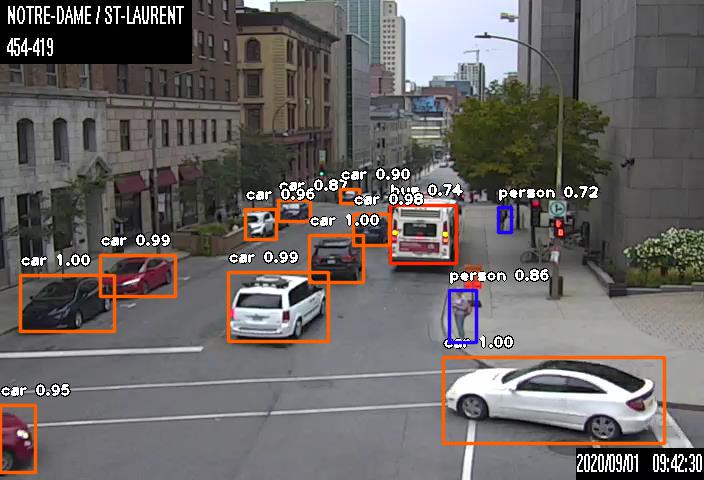 NOTRE-DAME / ST-LAURENT
454-419
car 0.90
car 0.87
car 0.96
bus 0.74
car 0.98
person 0.72
car 1.00
car 0.99
car 0.99
car 1.00
person 0.86
car 1.00
car 0.95
2020/09/01 09:42:30